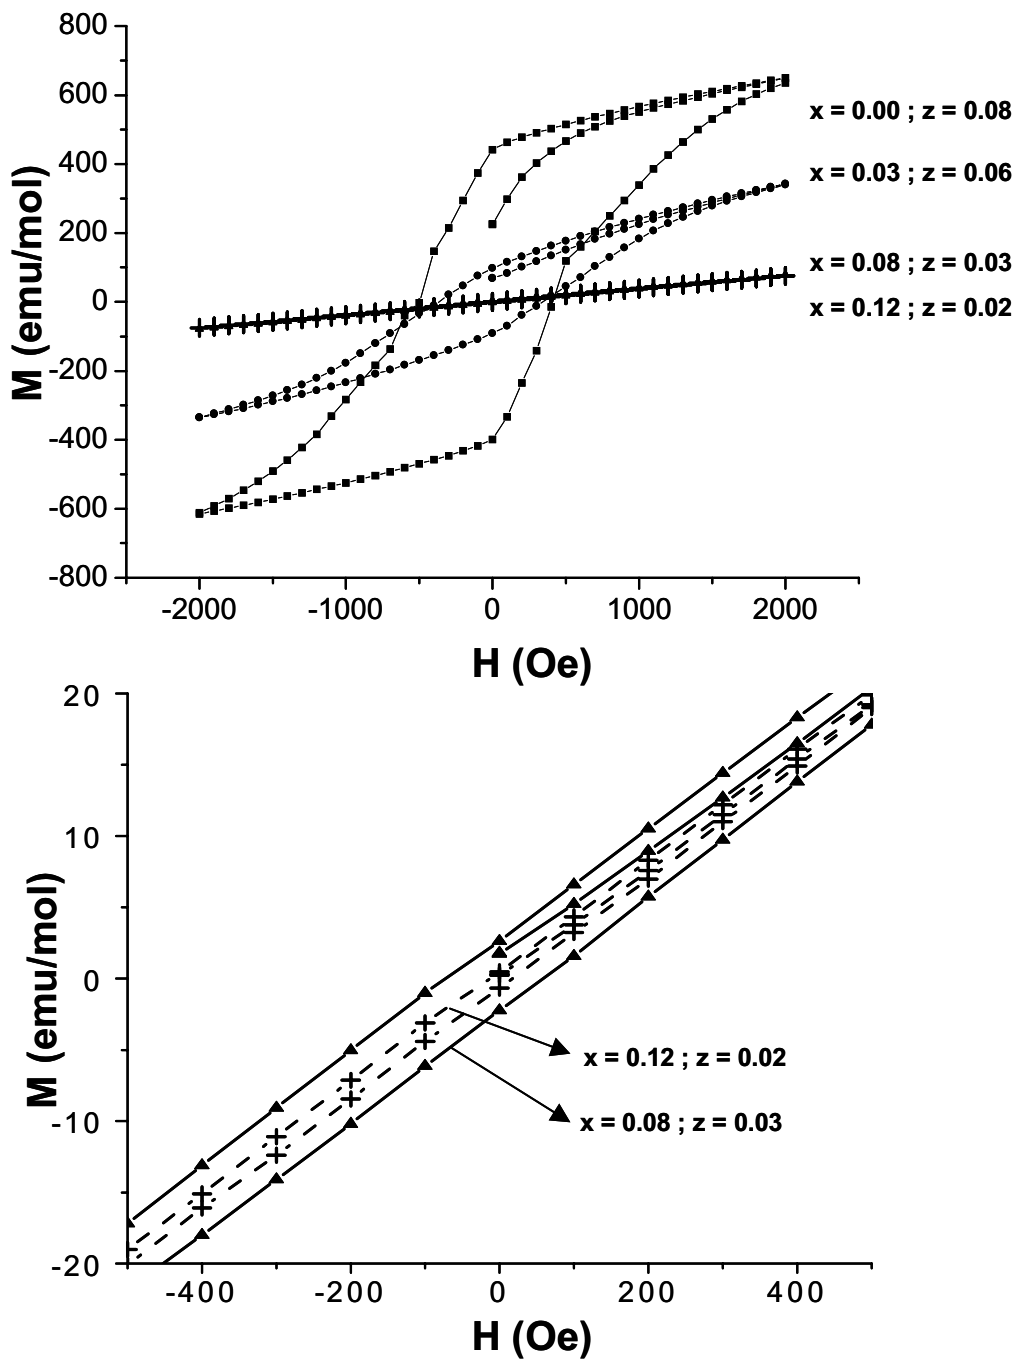 800
600
400
200
0
-200
-400
-600
-800
M (emu/mol)
x = 0.00 ; z = 0.08
x = 0.03 ; z = 0.06
x = 0.08 ; z = 0.03
x = 0.12 ; z = 0.02
-2000 -1000 0 1000 2000
H (Oe)
20
10
0
-10
-20
M (emu/mol)
x = 0.12 ; z = 0.02
x = 0.08 ; z = 0.03
-400 -200 0 200 400
H (Oe)